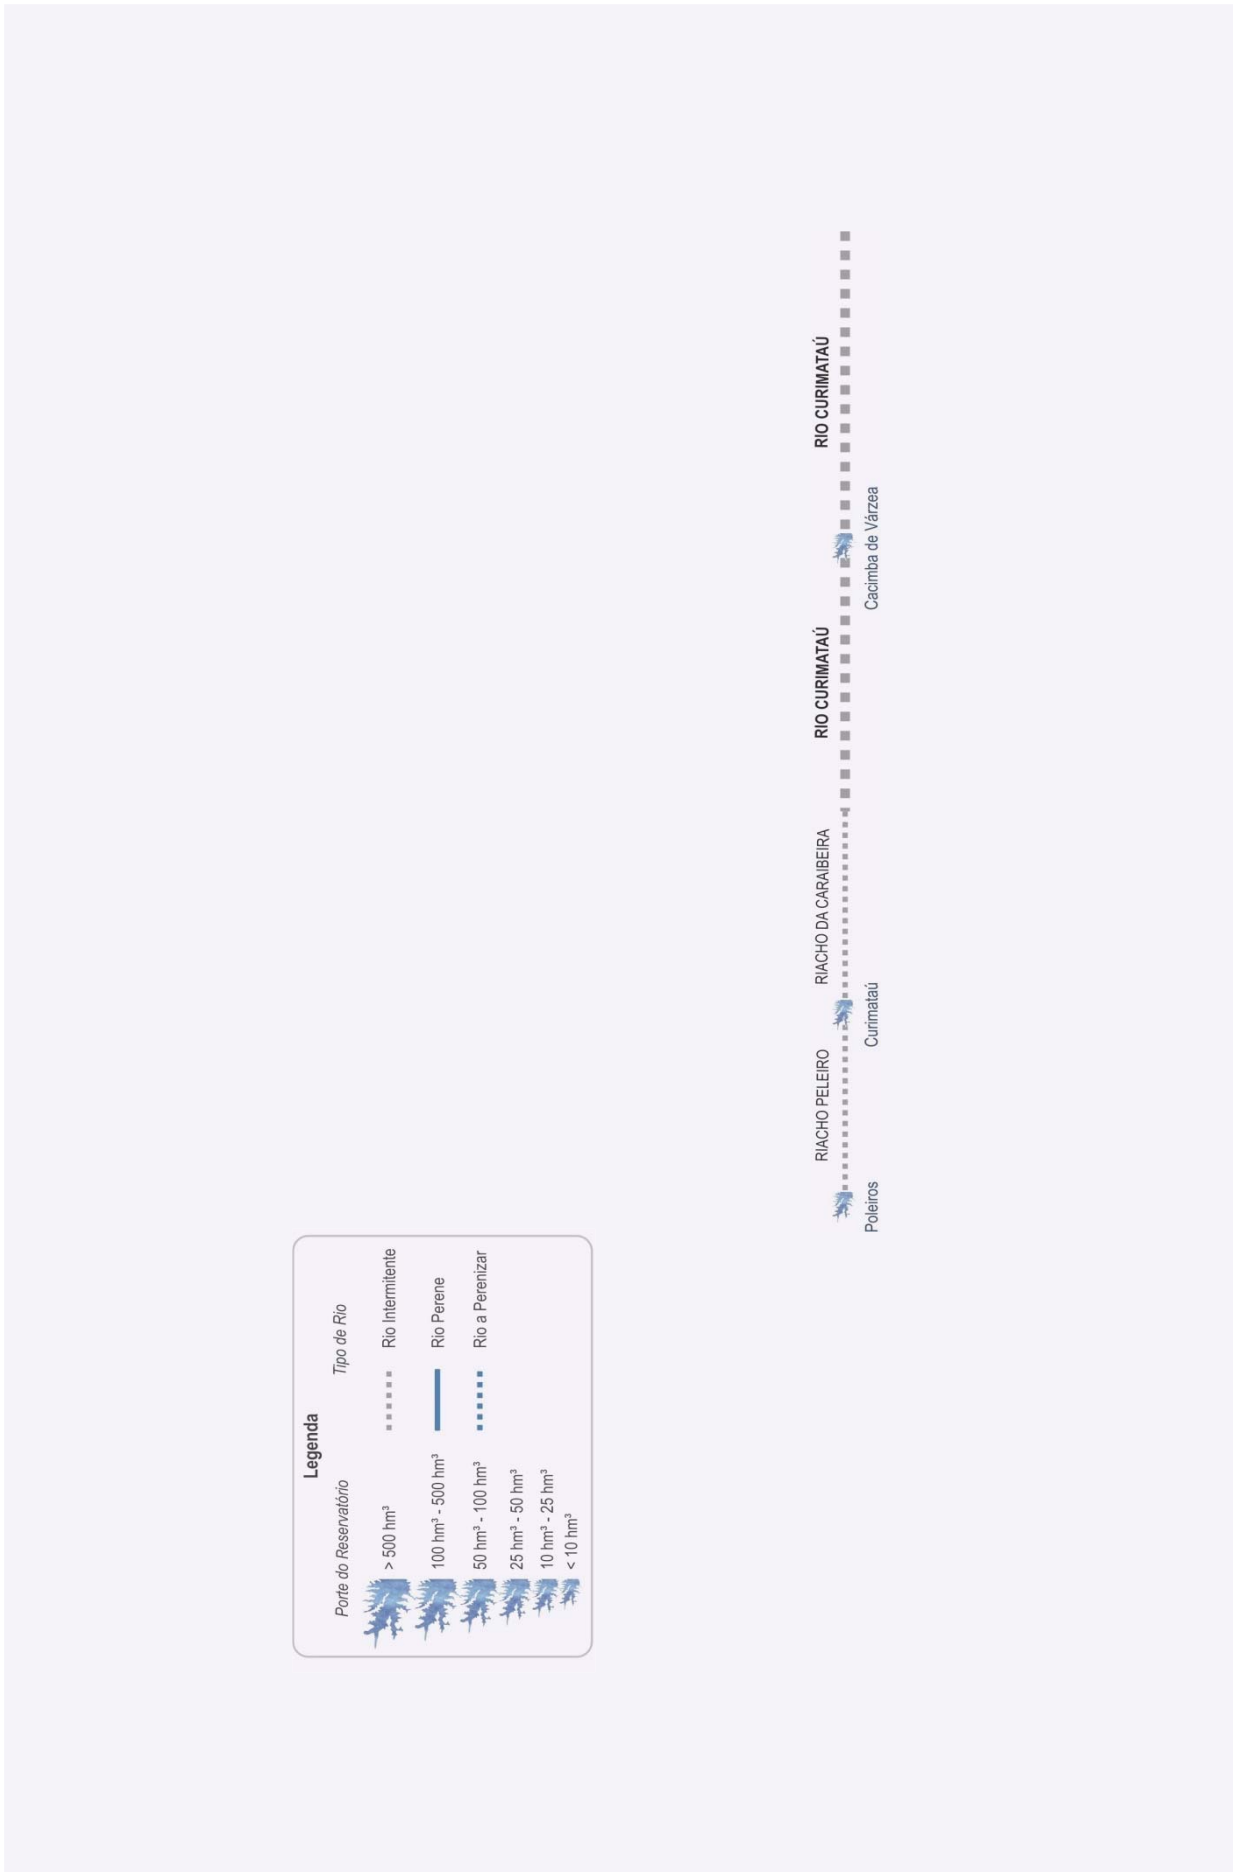 Legenda
Porte do Reservatório
Tipo de Rio
> 500 hm³
Rio Intermitente
100 hm³ - 500 hm³
Rio Perene
50 hm³ - 100 hm³
Rio a Perenizar
25 hm³ - 50 hm³
10 hm³ - 25 hm³
< 10 hm³
RIACHO PELEIRO
RIACHO DA CARAIBEIRA
RIO CURIMATAÚ
RIO CURIMATAÚ
Poleiros
Curimataú
Cacimba de Várzea